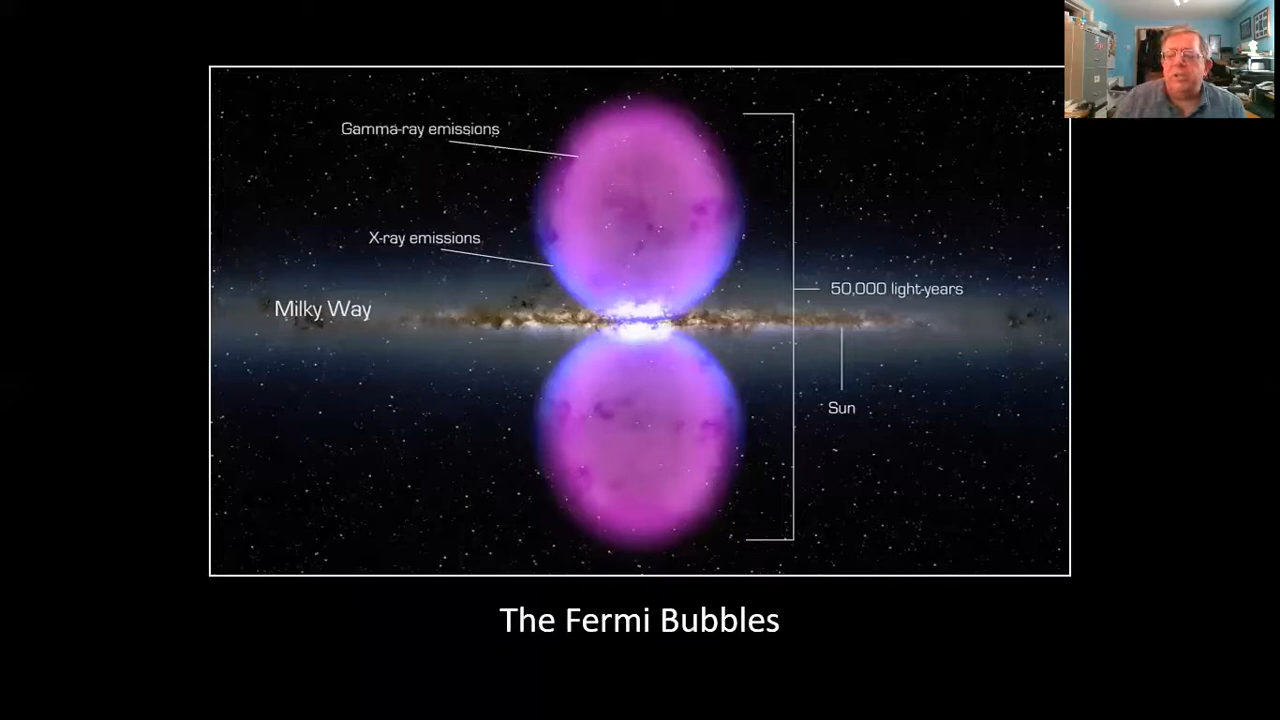 Gamma-ray emissions
X-ray emissions
Milky Way
50,000 light-years
Sun
The Fermi Bubbles